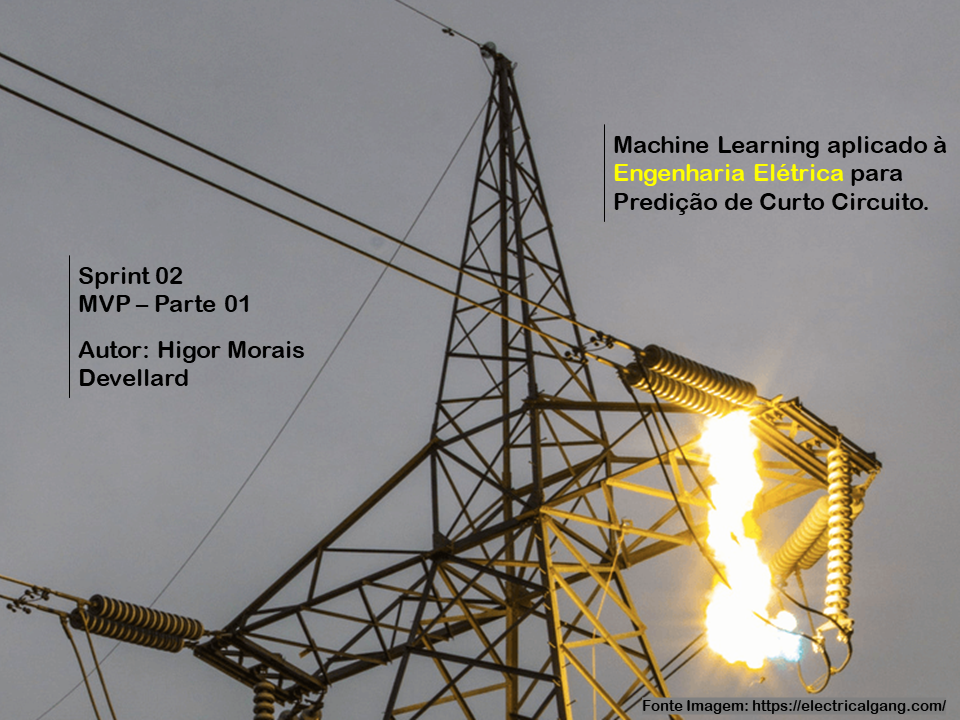 Machine Learning aplicado à
Engenharia Elétrica para
Predição de Curto Circuito.
Sprint 02
MVP – Parte 01
Autor: Higor Morais
Devellard
Fonte Imagem: https://electricalgang.com/